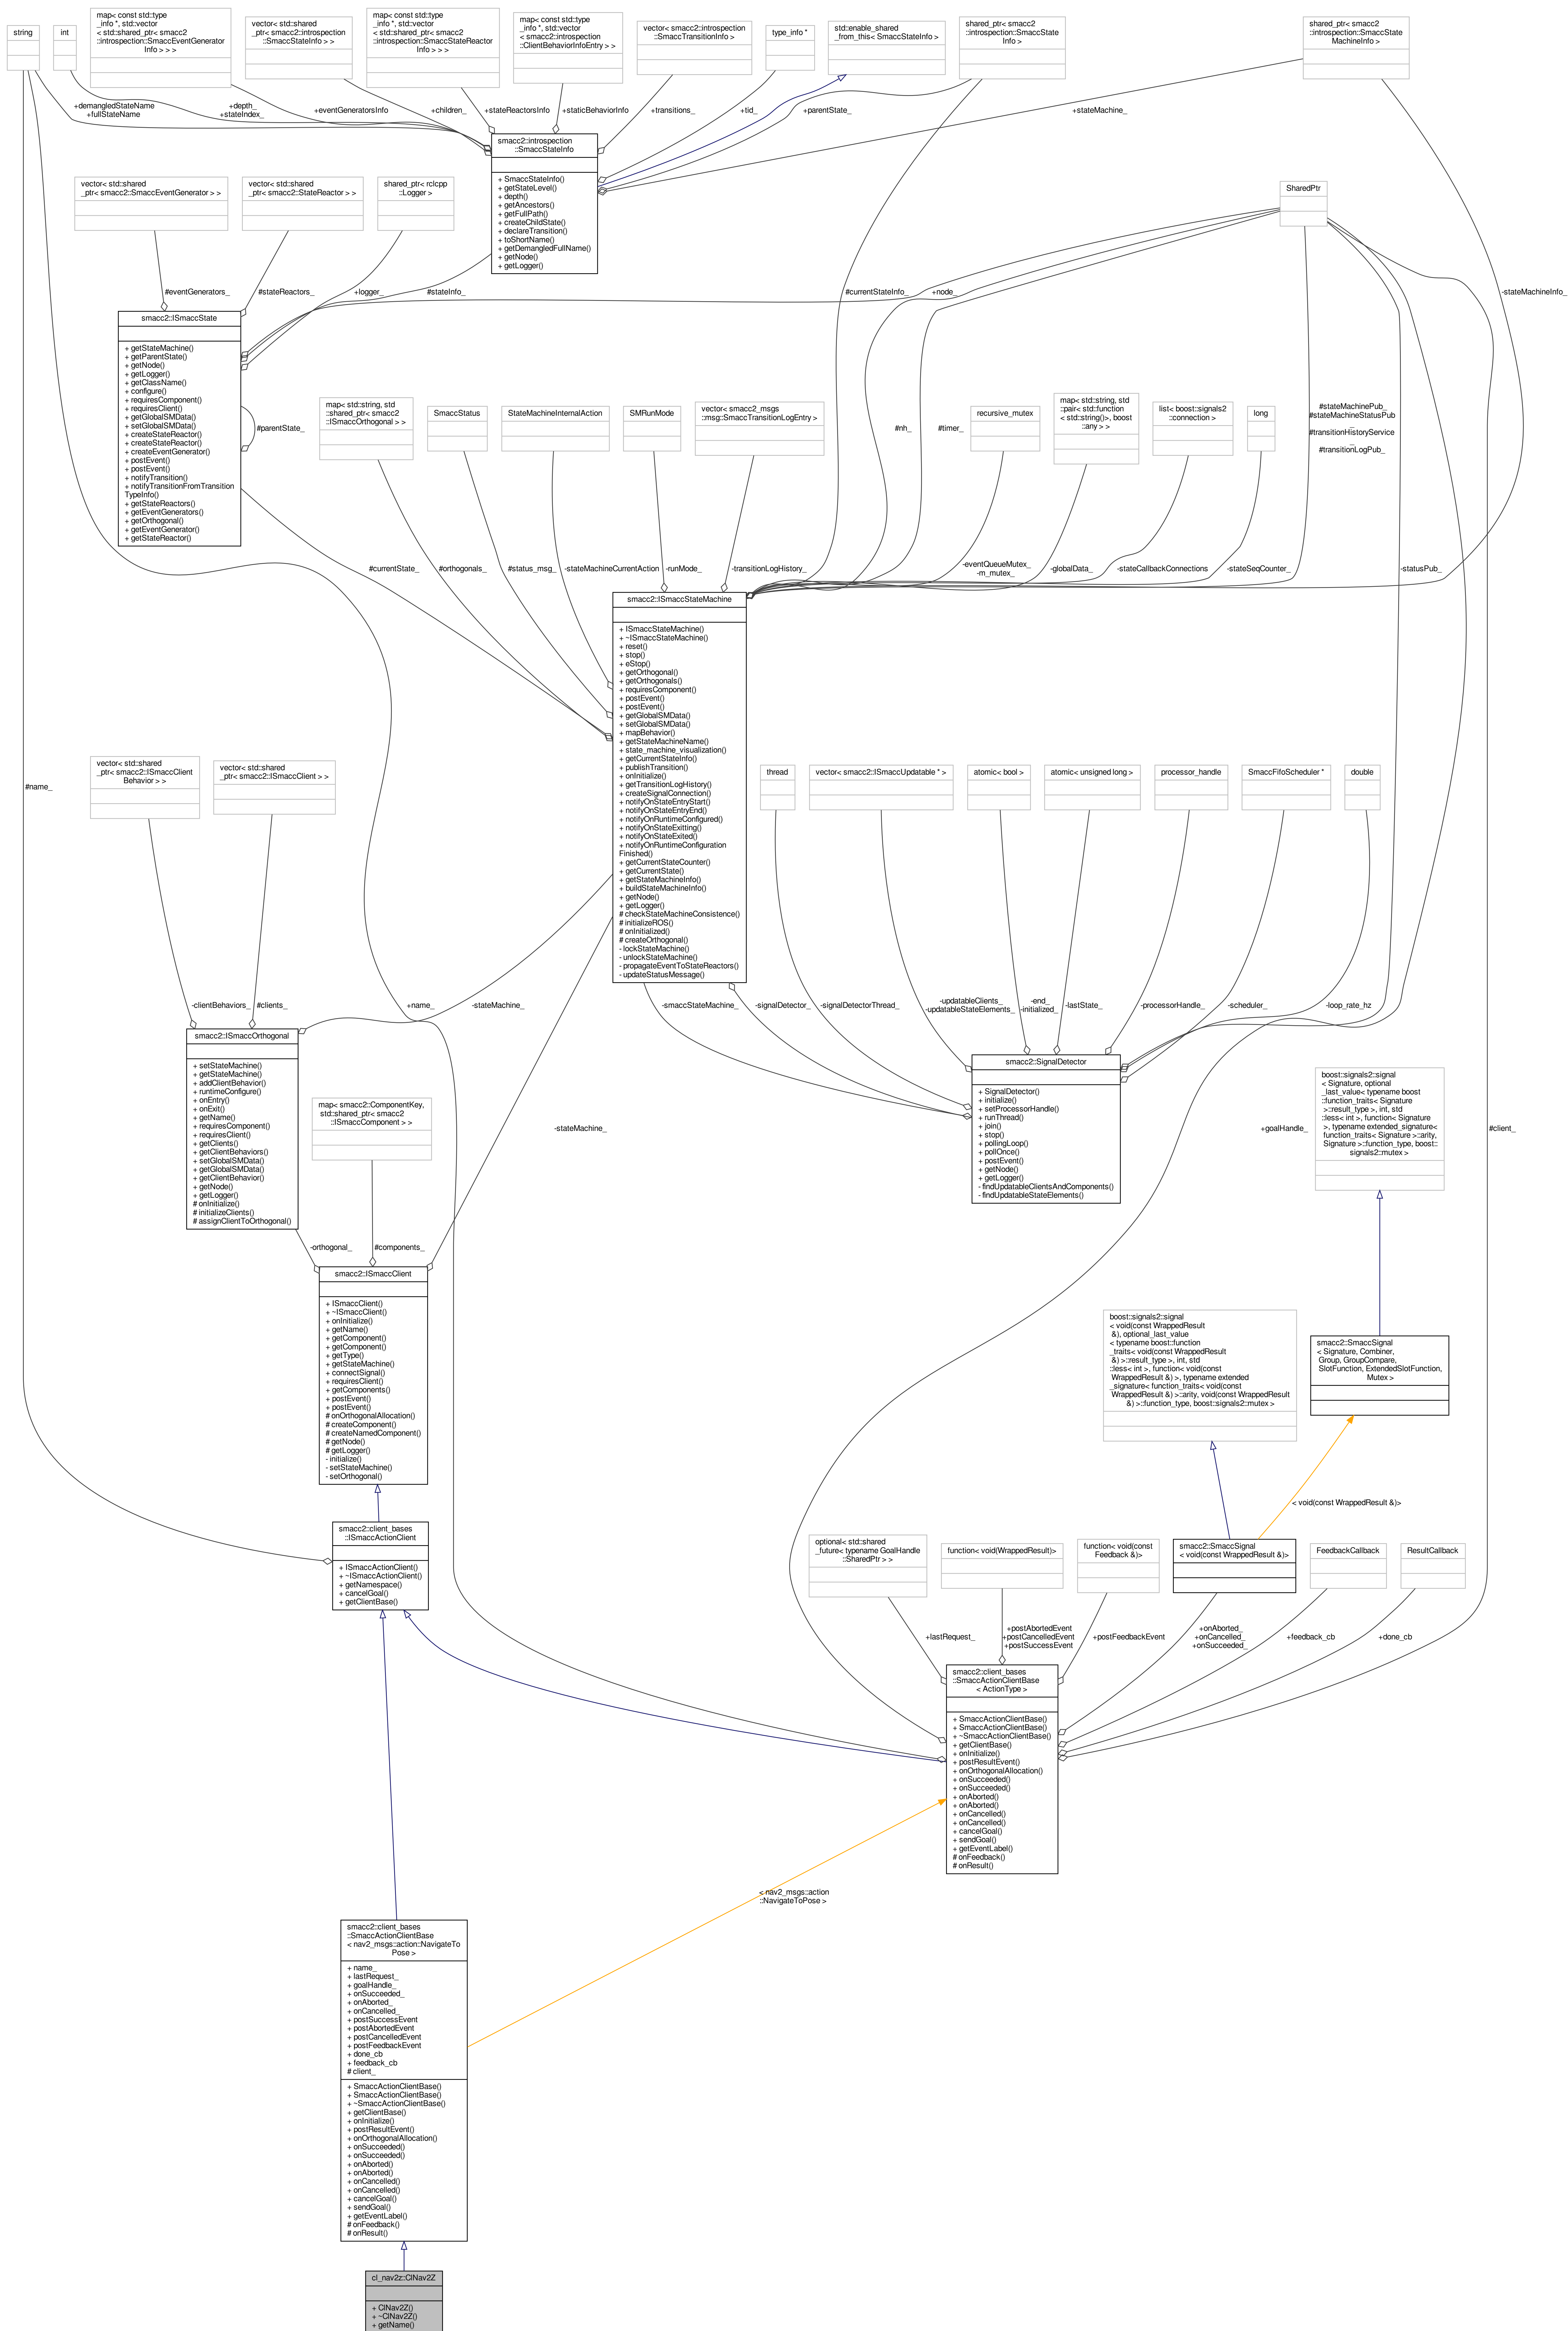 string
int
map< const std::type
_info *, std::vector
< std::shared_ptr< smacc2
::introspection::SmaccEventGenerator
Info > > >
vector< std::shared
_ptr< smacc2::introspection
::SmaccStateInfo > >
map< const std::type
_info *, std::vector
< std::shared_ptr< smacc2
::introspection::SmaccStateReactor
Info > > >
map< const std::type
_info *, std::vector
< smacc2::introspection
::ClientBehaviorInfoEntry > >
vector< smacc2::introspection
::SmaccTransitionInfo >
type_info *
std::enable_shared
_from_this< SmaccStateInfo >
shared_ptr< smacc2
::introspection::SmaccState
Info >
shared_ptr< smacc2
::introspection::SmaccState
MachineInfo >
+demangledStateName
+fullStateName
+depth_
+stateIndex_
+eventGeneratorsInfo
+children_
+stateReactorsInfo
+staticBehaviorInfo
+transitions_
+tid_
+parentState_
+stateMachine_
smacc2::introspection
::SmaccStateInfo
+ SmaccStateInfo()
+ getStateLevel()
+ depth()
+ getAncestors()
+ getFullPath()
+ createChildState()
+ declareTransition()
+ toShortName()
+ getDemangledFullName()
+ getNode()
+ getLogger()
vector< std::shared
_ptr< smacc2::SmaccEventGenerator > >
vector< std::shared
_ptr< smacc2::StateReactor > >
shared_ptr< rclcpp
::Logger >
SharedPtr
#eventGenerators_
#stateReactors_
+logger_
#stateInfo_
#currentStateInfo_
+node_
-stateMachineInfo_
smacc2::ISmaccState
+ getStateMachine()
+ getParentState()
+ getNode()
+ getLogger()
+ getClassName()
+ configure()
+ requiresComponent()
+ requiresClient()
+ getGlobalSMData()
+ setGlobalSMData()
+ createStateReactor()
+ createStateReactor()
+ createEventGenerator()
+ postEvent()
+ postEvent()
+ notifyTransition()
+ notifyTransitionFromTransition
TypeInfo()
+ getStateReactors()
+ getEventGenerators()
+ getOrthogonal()
+ getEventGenerator()
+ getStateReactor()
#parentState_
map< std::string, std
::shared_ptr< smacc2
::ISmaccOrthogonal > >
SmaccStatus
StateMachineInternalAction
SMRunMode
vector< smacc2_msgs
::msg::SmaccTransitionLogEntry >
#nh_
#timer_
recursive_mutex
map< std::string, std
::pair< std::function
< std::string()>, boost
::any > >
list< boost::signals2
::connection >
long
#stateMachinePub_
#stateMachineStatusPub
_
#transitionHistoryService
_
#transitionLogPub_
#currentState_
#orthogonals_
#status_msg_
-stateMachineCurrentAction
-runMode_
-transitionLogHistory_
-eventQueueMutex_
-m_mutex_
-globalData_
-stateCallbackConnections
-stateSeqCounter_
-statusPub_
smacc2::ISmaccStateMachine
+ ISmaccStateMachine()
+ ~ISmaccStateMachine()
+ reset()
+ stop()
+ eStop()
+ getOrthogonal()
+ getOrthogonals()
+ requiresComponent()
+ postEvent()
+ postEvent()
+ getGlobalSMData()
+ setGlobalSMData()
+ mapBehavior()
+ getStateMachineName()
+ state_machine_visualization()
+ getCurrentStateInfo()
+ publishTransition()
+ onInitialize()
+ getTransitionLogHistory()
+ createSignalConnection()
+ notifyOnStateEntryStart()
+ notifyOnStateEntryEnd()
+ notifyOnRuntimeConfigured()
+ notifyOnStateExitting()
+ notifyOnStateExited()
+ notifyOnRuntimeConfiguration
Finished()
+ getCurrentStateCounter()
+ getCurrentState()
+ getStateMachineInfo()
+ buildStateMachineInfo()
+ getNode()
+ getLogger()
# checkStateMachineConsistence()
# initializeROS()
# onInitialized()
# createOrthogonal()
- lockStateMachine()
- unlockStateMachine()
- propagateEventToStateReactors()
- updateStatusMessage()
#name_
vector< std::shared
_ptr< smacc2::ISmaccClient
Behavior > >
vector< std::shared
_ptr< smacc2::ISmaccClient > >
thread
vector< smacc2::ISmaccUpdatable * >
atomic< bool >
atomic< unsigned long >
processor_handle
SmaccFifoScheduler *
double
-clientBehaviors_
#clients_
+name_
-stateMachine_
-smaccStateMachine_
-signalDetector_
-signalDetectorThread_
-updatableClients_
-updatableStateElements_
-end_
-initialized_
-lastState_
-processorHandle_
-scheduler_
-loop_rate_hz
smacc2::ISmaccOrthogonal
+ setStateMachine()
+ getStateMachine()
+ addClientBehavior()
+ runtimeConfigure()
+ onEntry()
+ onExit()
+ getName()
+ requiresComponent()
+ requiresClient()
+ getClients()
+ getClientBehaviors()
+ setGlobalSMData()
+ getGlobalSMData()
+ getClientBehavior()
+ getNode()
+ getLogger()
# onInitialize()
# initializeClients()
# assignClientToOrthogonal()
smacc2::SignalDetector
+ SignalDetector()
+ initialize()
+ setProcessorHandle()
+ runThread()
+ join()
+ stop()
+ pollingLoop()
+ pollOnce()
+ postEvent()
+ getNode()
+ getLogger()
- findUpdatableClientsAndComponents()
- findUpdatableStateElements()
map< smacc2::ComponentKey,
std::shared_ptr< smacc2
::ISmaccComponent > >
-stateMachine_
+goalHandle_
boost::signals2::signal
< Signature, optional
_last_value< typename boost
::function_traits< Signature
>::result_type >, int, std
::less< int >, function< Signature
>, typename extended_signature<
function_traits< Signature >::arity,
Signature >::function_type, boost::
signals2::mutex >
#client_
-orthogonal_
#components_
smacc2::ISmaccClient
+ ISmaccClient()
+ ~ISmaccClient()
+ onInitialize()
+ getName()
+ getComponent()
+ getComponent()
+ getType()
+ getStateMachine()
+ connectSignal()
+ requiresClient()
+ getComponents()
+ postEvent()
+ postEvent()
# onOrthogonalAllocation()
# createComponent()
# createNamedComponent()
# getNode()
# getLogger()
- initialize()
- setStateMachine()
- setOrthogonal()
boost::signals2::signal
< void(const WrappedResult
&), optional_last_value
< typename boost::function
_traits< void(const WrappedResult
&) >::result_type >, int, std
::less< int >, function< void(const
WrappedResult &) >, typename extended
_signature< function_traits< void(const
WrappedResult &) >::arity, void(const WrappedResult
&) >::function_type, boost::signals2::mutex >
smacc2::SmaccSignal
< Signature, Combiner,
Group, GroupCompare,
SlotFunction, ExtendedSlotFunction,
Mutex >
< void(const WrappedResult &)>
smacc2::client_bases
::ISmaccActionClient
+ ISmaccActionClient()
+ ~ISmaccActionClient()
+ getNamespace()
+ cancelGoal()
+ getClientBase()
optional< std::shared
_future< typename GoalHandle
::SharedPtr > >
function< void(WrappedResult)>
function< void(const
Feedback &)>
smacc2::SmaccSignal
< void(const WrappedResult &)>
FeedbackCallback
ResultCallback
+lastRequest_
+postAbortedEvent
+postCancelledEvent
+postSuccessEvent
+postFeedbackEvent
+onAborted_
+onCancelled_
+onSucceeded_
+feedback_cb
+done_cb
smacc2::client_bases
::SmaccActionClientBase
< ActionType >
+ SmaccActionClientBase()
+ SmaccActionClientBase()
+ ~SmaccActionClientBase()
+ getClientBase()
+ onInitialize()
+ postResultEvent()
+ onOrthogonalAllocation()
+ onSucceeded()
+ onSucceeded()
+ onAborted()
+ onAborted()
+ onCancelled()
+ onCancelled()
+ cancelGoal()
+ sendGoal()
+ getEventLabel()
# onFeedback()
# onResult()
< nav2_msgs::action
::NavigateToPose >
smacc2::client_bases
::SmaccActionClientBase
< nav2_msgs::action::NavigateTo
Pose >
+ name_
+ lastRequest_
+ goalHandle_
+ onSucceeded_
+ onAborted_
+ onCancelled_
+ postSuccessEvent
+ postAbortedEvent
+ postCancelledEvent
+ postFeedbackEvent
+ done_cb
+ feedback_cb
# client_
+ SmaccActionClientBase()
+ SmaccActionClientBase()
+ ~SmaccActionClientBase()
+ getClientBase()
+ onInitialize()
+ postResultEvent()
+ onOrthogonalAllocation()
+ onSucceeded()
+ onSucceeded()
+ onAborted()
+ onAborted()
+ onCancelled()
+ onCancelled()
+ cancelGoal()
+ sendGoal()
+ getEventLabel()
# onFeedback()
# onResult()
cl_nav2z::ClNav2Z
+ ClNav2Z()
+ ~ClNav2Z()
+ getName()